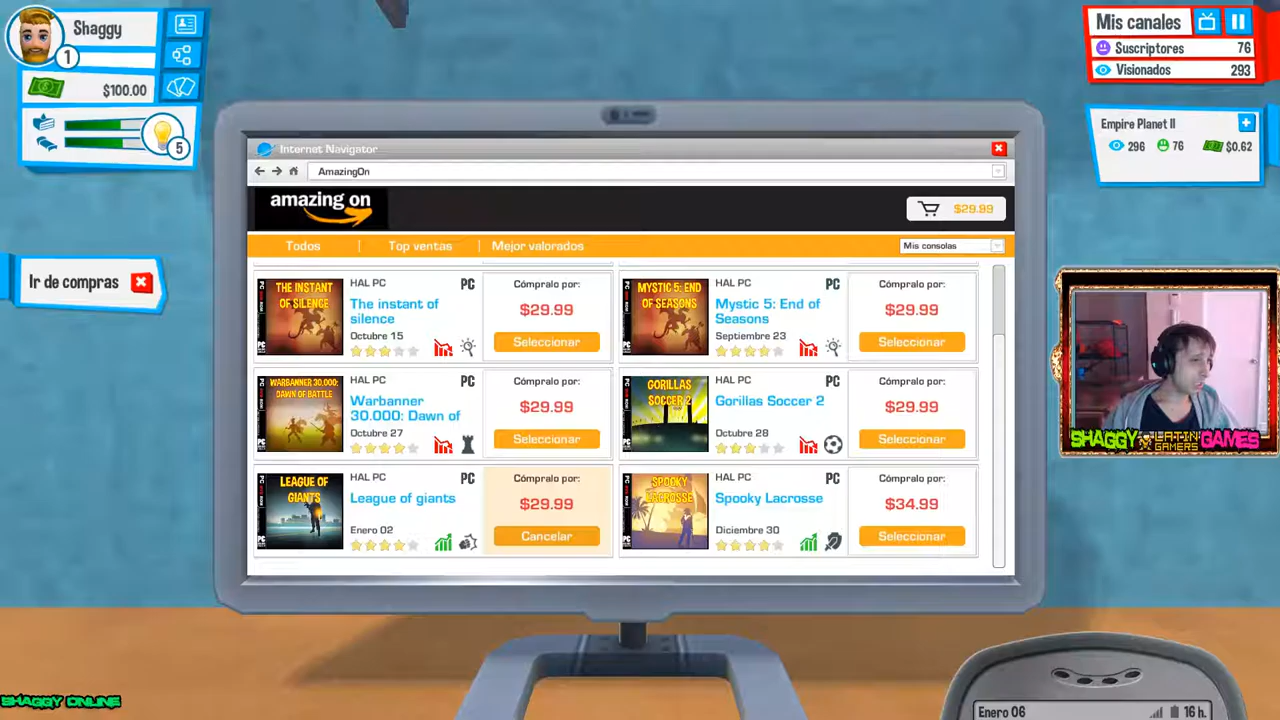 Shaggy
1
$100.00
5
Mis canales
Suscriptores 76
Visionados 293
Empire Planet II
296 76 $0.62
Ir de compras
Internet Navigator
AmazingOn
amazing on
$29.99
Todos | Top ventas | Mejor valorados
Mis consolas
THE INSTANT OF SILENCE
HAL PC PC
The instant of silence
Octubre 15
Cómpralo por:
$29.99
Seleccionar
MYSTIC 5: END OF SEASONS
HAL PC PC
Mystic 5: End of Seasons
Septiembre 23
Cómpralo por:
$29.99
Seleccionar
WARBANNER 30.000: DAWN OF BATTLE
HAL PC PC
Warbanner 30.000: Dawn of
Octubre 27
Cómpralo por:
$29.99
Seleccionar
GORILLAS SOCCER 2
HAL PC PC
Gorillas Soccer 2
Octubre 28
Cómpralo por:
$29.99
Seleccionar
LEAGUE OF GIANTS
HAL PC PC
League of giants
Enero 02
Cómpralo por:
$29.99
Cancelar
SPOOKY LACROSSE
HAL PC PC
Spooky Lacrosse
Diciembre 30
Cómpralo por:
$34.99
Seleccionar
SHAGGY LATIN GAMERS GAMES
SHAGGY ONLINE
Enero 06 16 h.